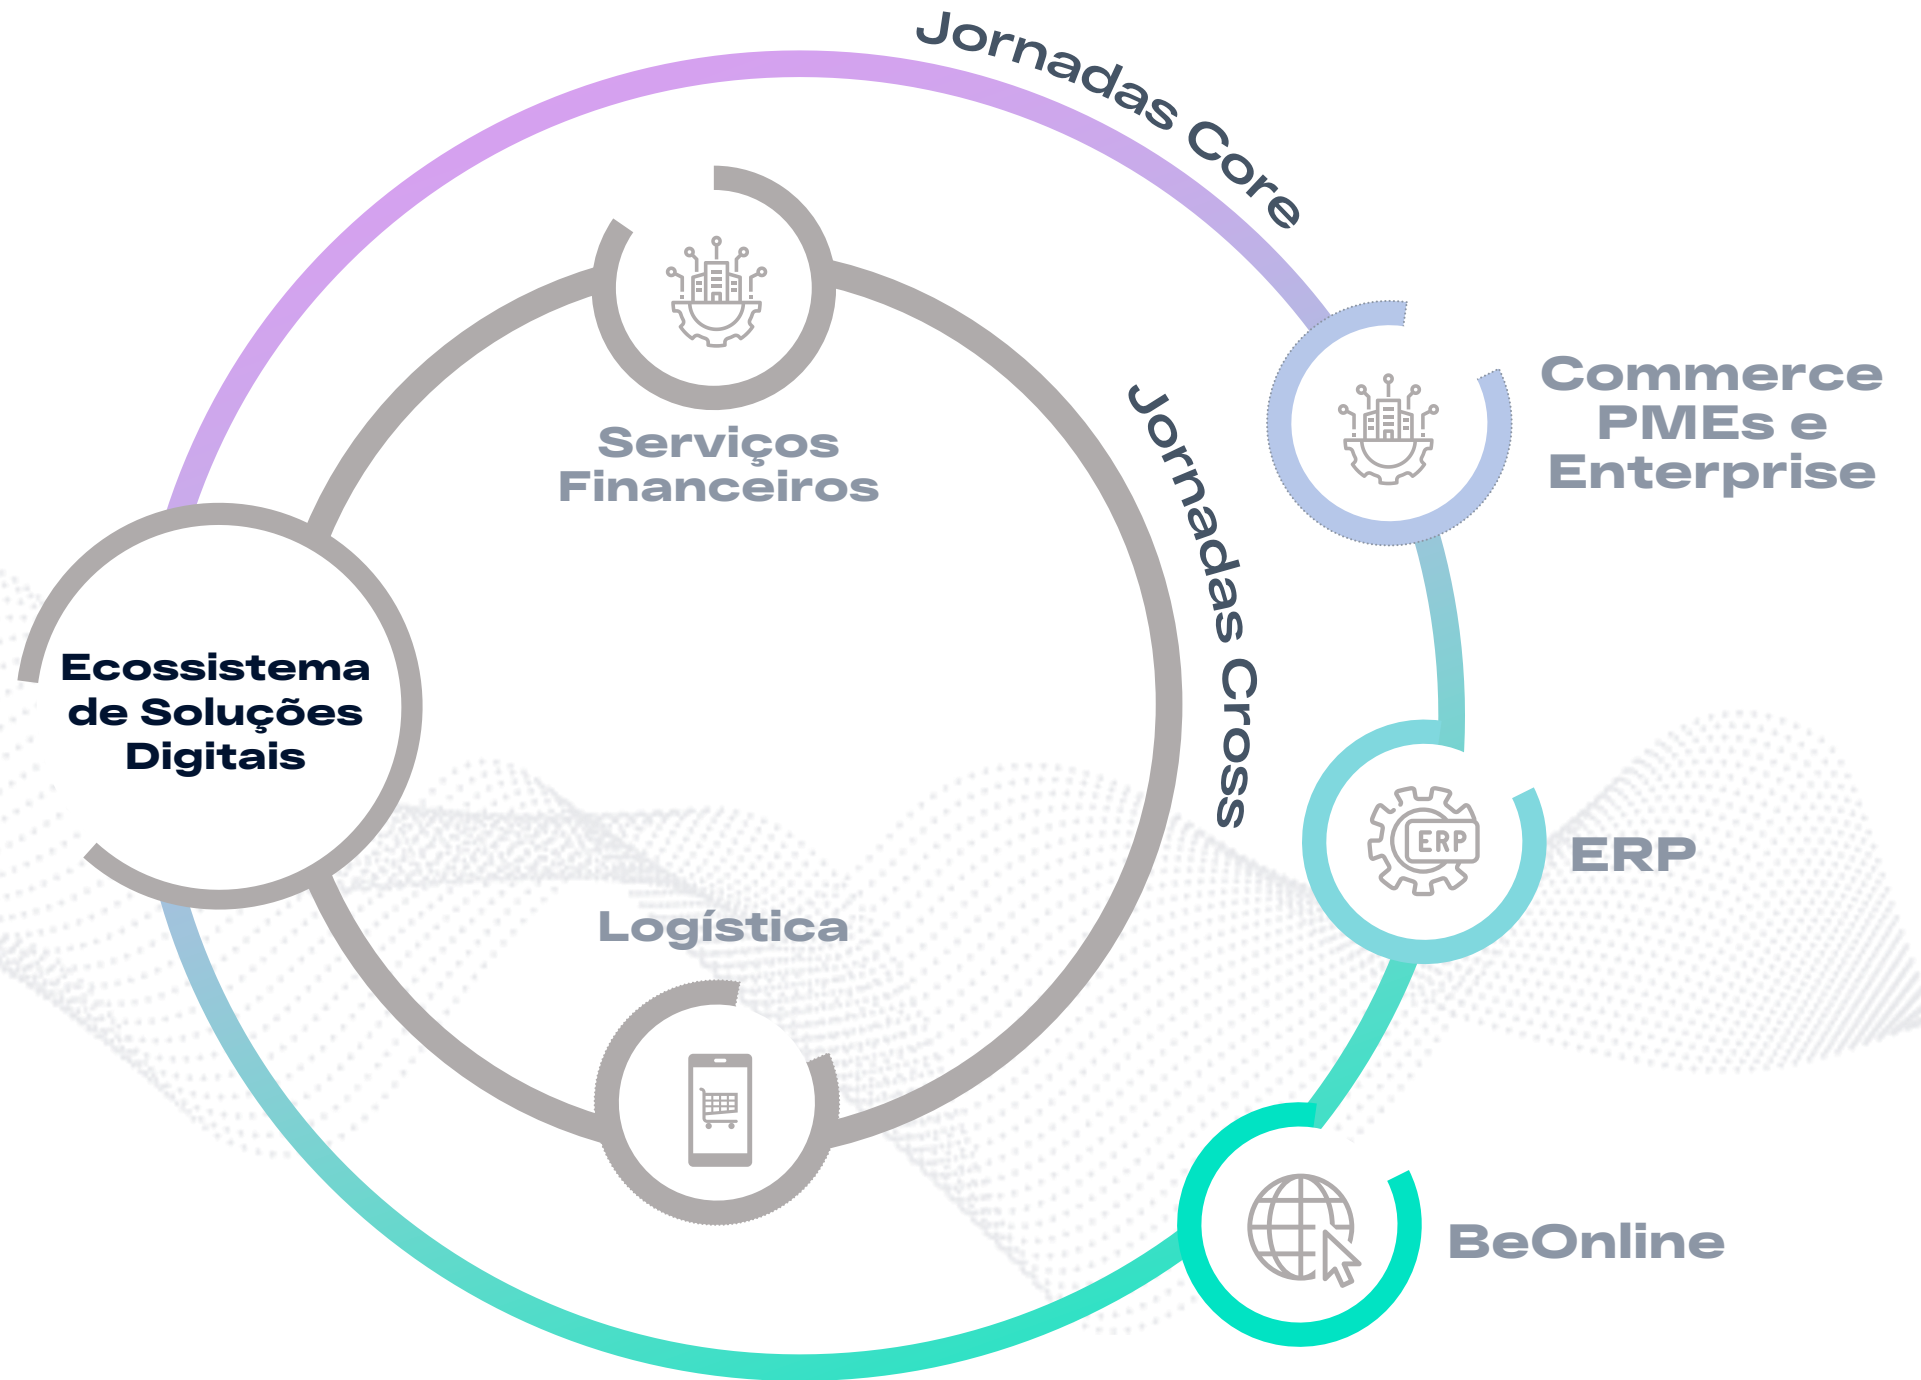 Jornadas Core
Serviços
Financeiros
Jornadas Cross
Commerce
PMEs e
Enterprise
Ecossistema
de Soluções
Digitais
ERP
ERP
Logística
BeOnline